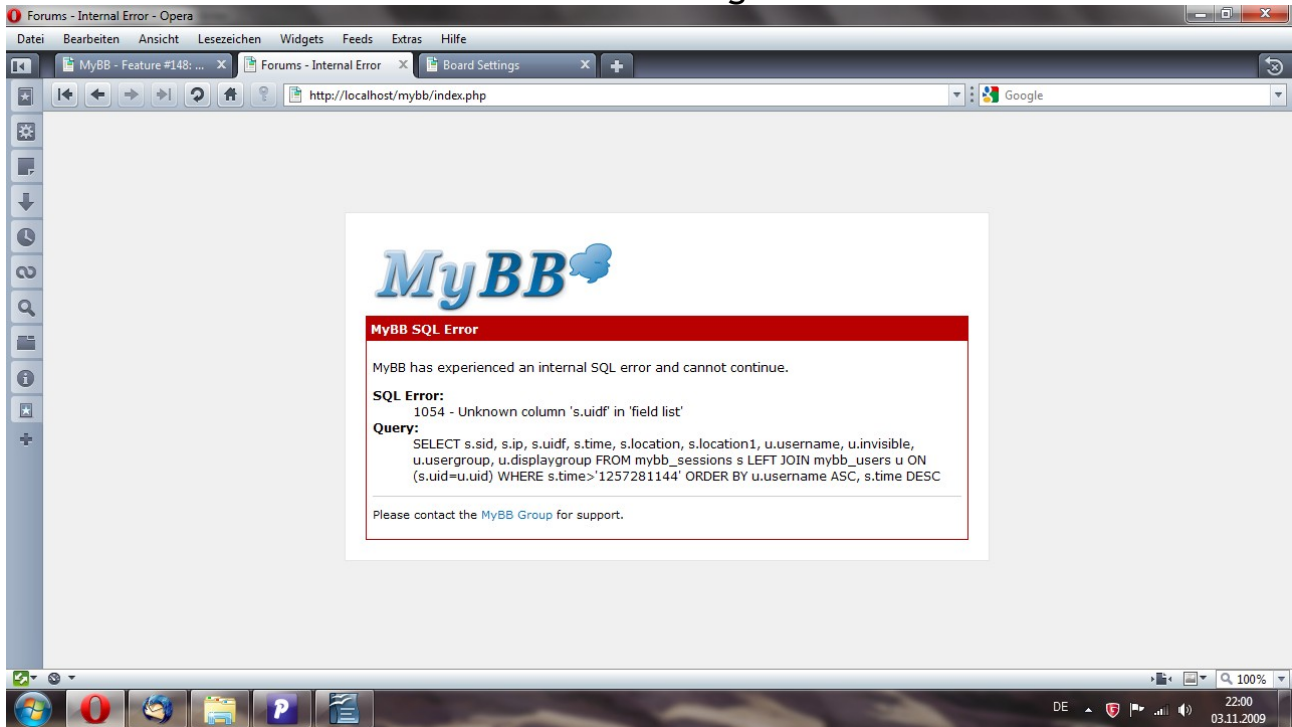 Forums - Internal Error - Opera
Datei Bearbeiten Ansicht Lesezeichen Widgets Feeds Extras Hilfe
MyBB - Feature #148: ... Forums - Internal Error Board Settings
http://localhost/mybb/index.php Google
MyBB
MyBB SQL Error
MyBB has experienced an internal SQL error and cannot continue.
SQL Error:
1054 - Unknown column 's.uidf' in 'field list'
Query:
SELECT s.sid, s.ip, s.uidf, s.time, s.location, s.location1, u.username, u.invisible,
u.usergroup, u.displaygroup FROM mybb_sessions s LEFT JOIN mybb_users u ON
(s.uid=u.uid) WHERE s.time>'1257281144' ORDER BY u.username ASC, s.time DESC
Please contact the MyBB Group for support.
100%
DE 22:00
03.11.2009